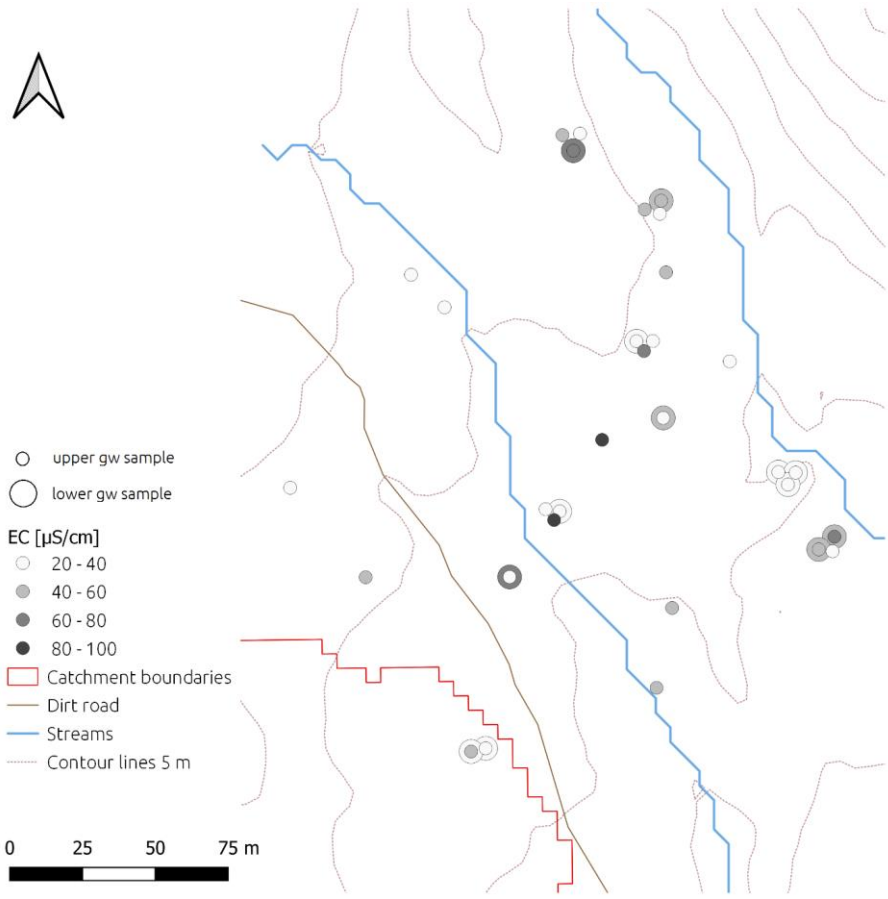 upper gw sample
lower gw sample
EC [µS/cm]
20 - 40
40 - 60
60 - 80
80 - 100
Catchment boundaries
Dirt road
Streams
Contour lines 5 m
0 25 50 75 m